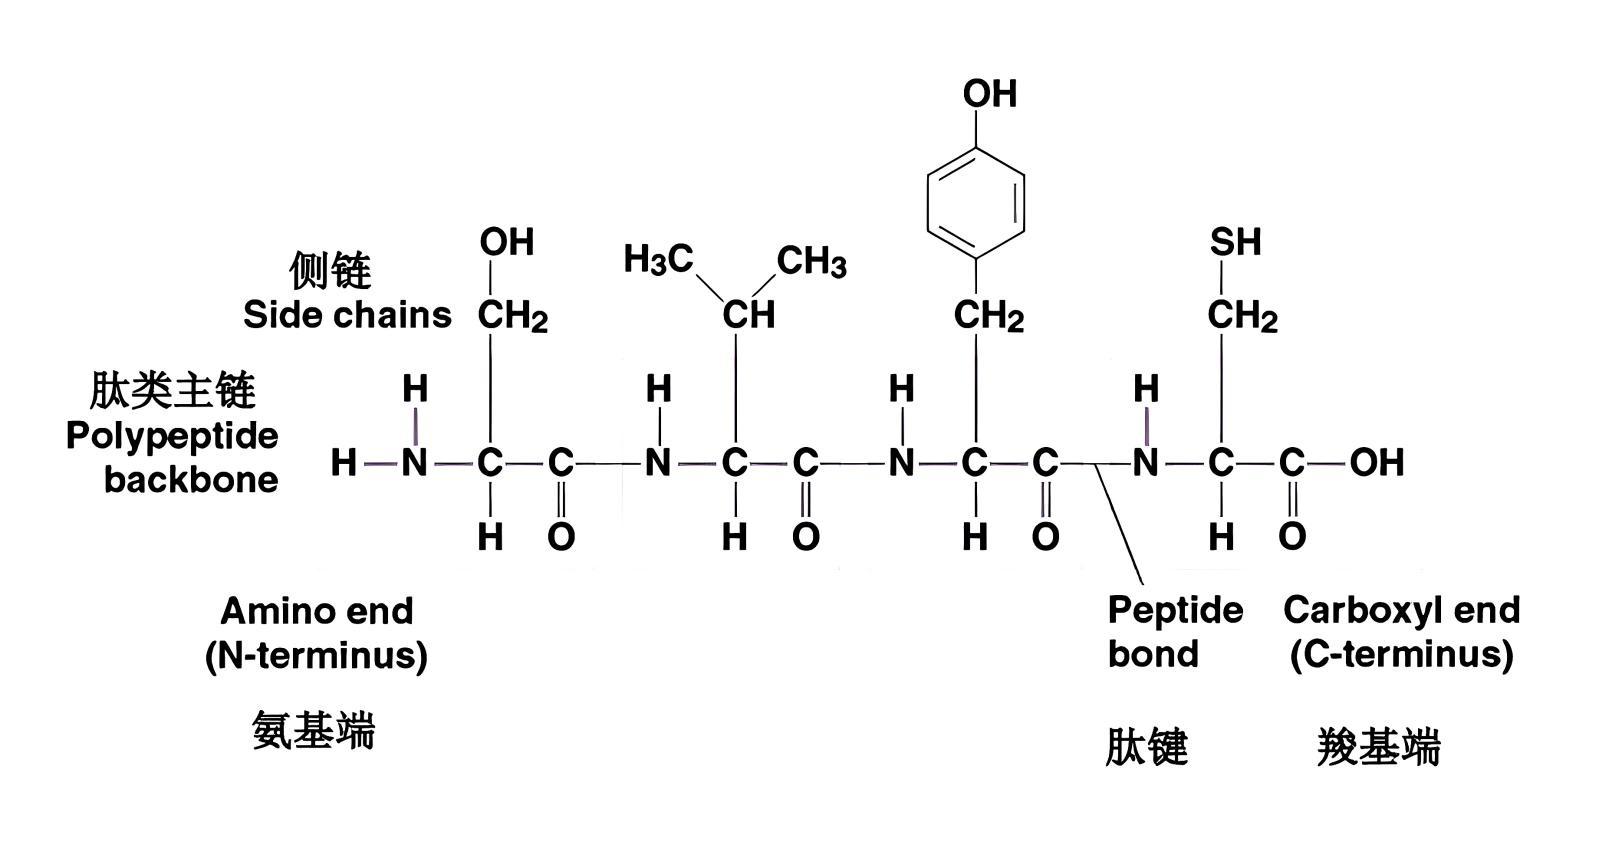 OH
OH
SH
H3C
CH3
侧链
Side chains
CH2
CH
CH2
CH2
肽类主链
Polypeptide
backbone
H
H
H
H
H N C C N C C N C C N C C OH
H O H O H O H O
Amino end
(N-terminus)
氨基端
Peptide
bond
肽键
Carboxyl end
(C-terminus)
羧基端